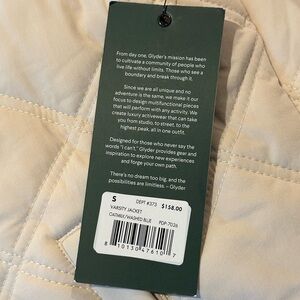 From day one, Glyder's mission has been
to cultivate a community of people who
live life without limits. Those who see a
boundary and break through it.
Since we are all unique and no
adventure is the same, we make it our
focus to design multifunctional pieces
that will perform with any activity. We
create luxury activewear that can take
you from studio, to street, to the
highest peak, all in one outfit.
Designed for those who never say the
words "I can't." Glyder provides gear and
inspiration to explore new experiences
and forge your own path.
There's no dream too big, and the
possibilities are limitless. – Glyder
S DEPT #373 $158.00
VARSITY JACKET
OATMILK/WASHED BLUE PDP-7026
8 10130 47610 7